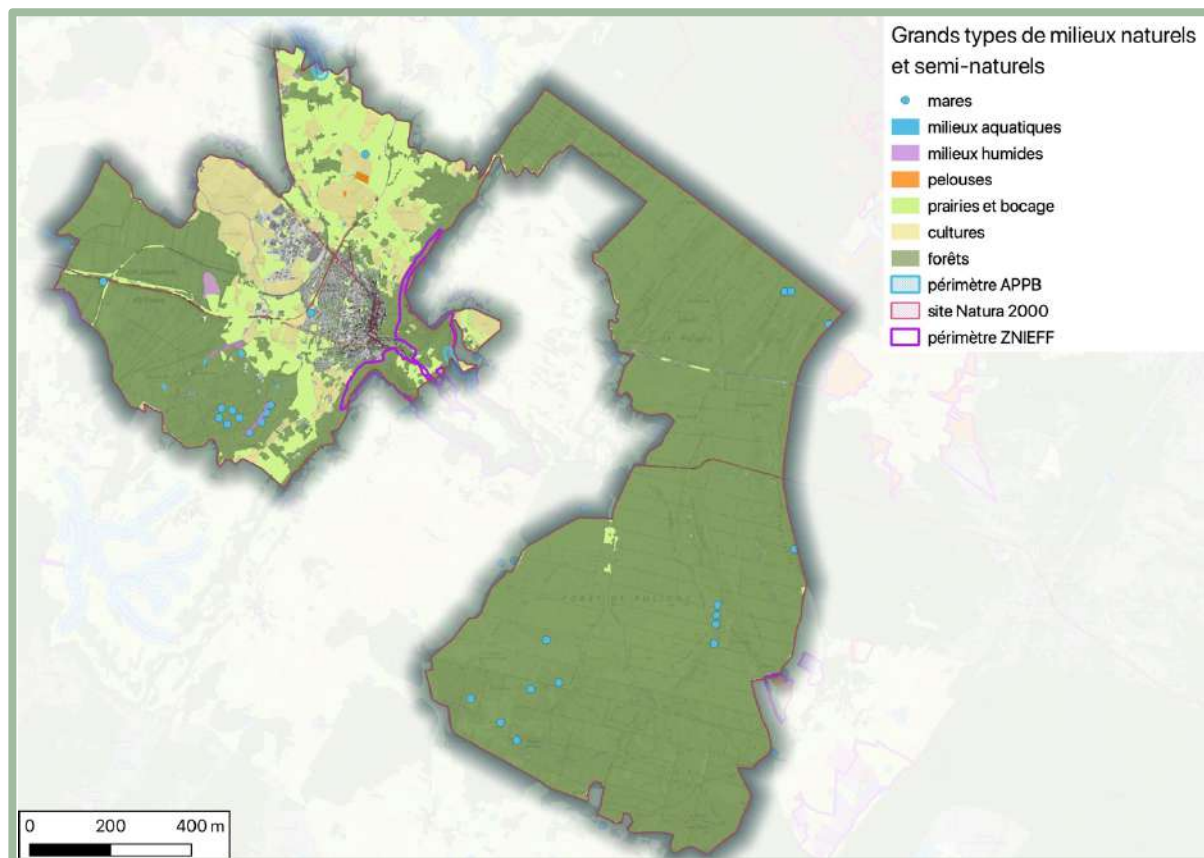 Grands types de milieux naturels
et semi-naturels
mares
milieux aquatiques
milieux humides
pelouses
prairies et bocage
cultures
forêts
périmètre APPB
site Natura 2000
périmètre ZNIEFF
0 200 400 m